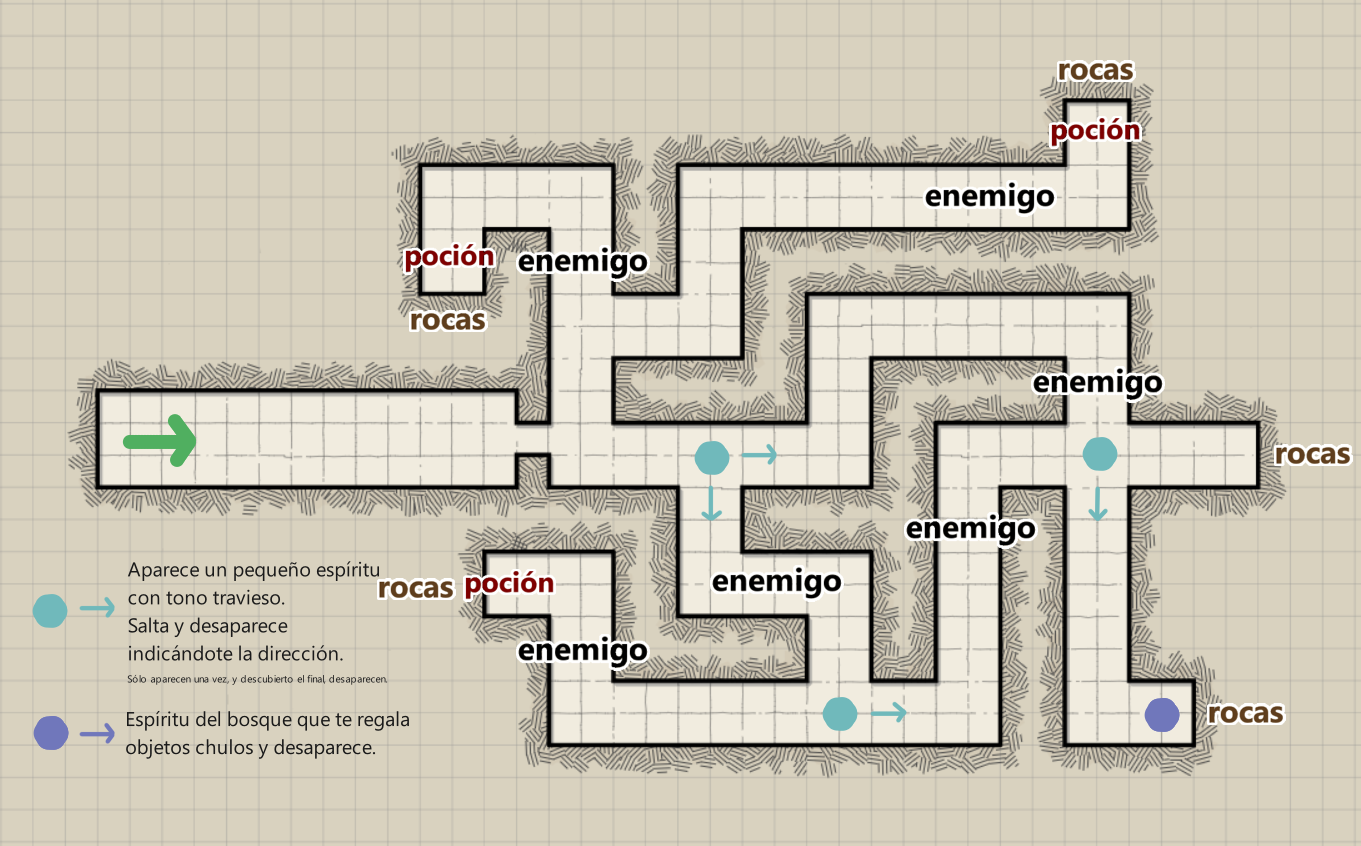 rocas
poción
enemigo
poción
enemigo
rocas
enemigo
rocas
enemigo
enemigo
rocas
poción
enemigo
rocas
Aparece un pequeño espíritu
con tono travieso.
Salta y desaparece
indicándote la dirección.
Sólo aparecen una vez, y descubierto el final, desaparecen.
Espíritu del bosque que te regala
objetos chulos y desaparece.